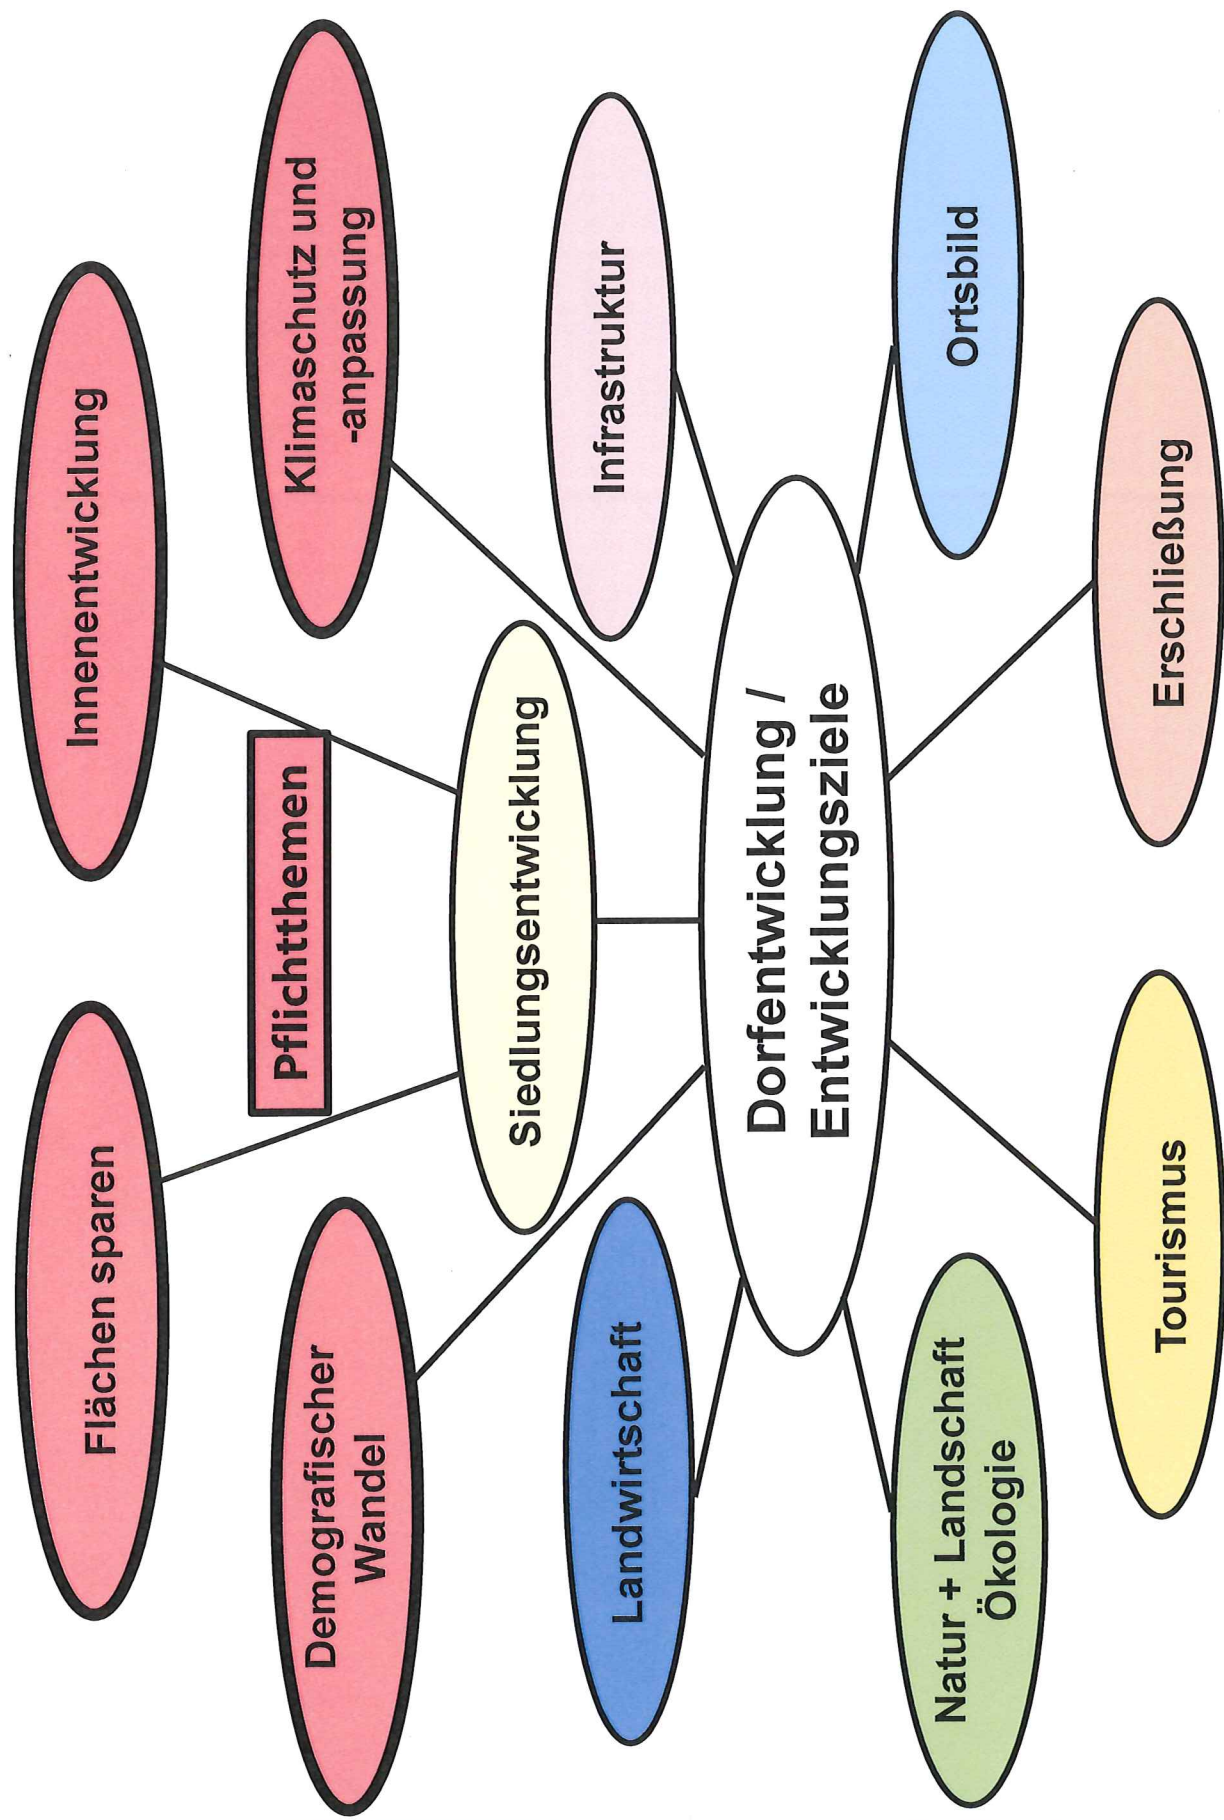 Flächen sparen
Innenentwicklung
Pflichtthemen
Demografischer
Wandel
Klimaschutz und
-anpassung
Siedlungsentwicklung
Landwirtschaft
Infrastruktur
Dorfentwicklung /
Entwicklungsziele
Natur + Landschaft
Ökologie
Ortsbild
Tourismus
Erschließung